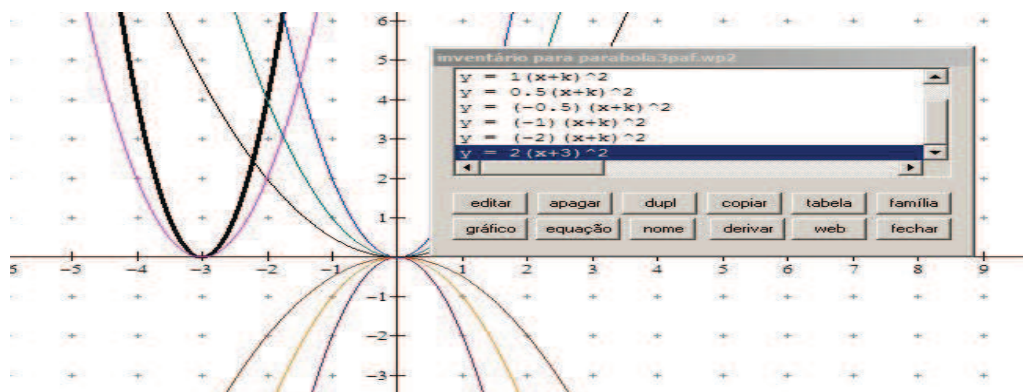 6
5
4
3
2
1
inventário para parabola3paf.wp2
y = 1(x+k)^2
y = 0.5(x+k)^2
y = (-0.5)(x+k)^2
y = (-1)(x+k)^2
y = (-2)(x+k)^2
y = 2(x+3)^2
editar apagar dupl copiar tabela família
gráfico equação nome derivar web fechar
5 −5 −4 −3 −2 −1 1 2 3 4 5 6 7 8 9
−1
−2
−3